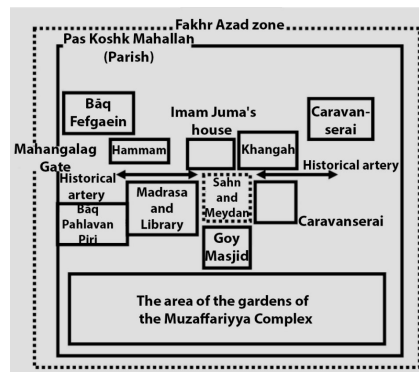 Fakhr Azad zone
Pas Koshk Mahallan
(Parish)
Bāq
Fefgaein
Imam Juma's
house
Caravan-
serai
Mahangalag
Gate
Hammam
Khangah
Historical artery
Historical
artery
Madrasa
and
Library
Sahn
and
Meydan
Bāq
Pahlavan
Piri
Caravanserai
Goy
Masjid
The area of the gardens of
the Muzaffariyya Complex